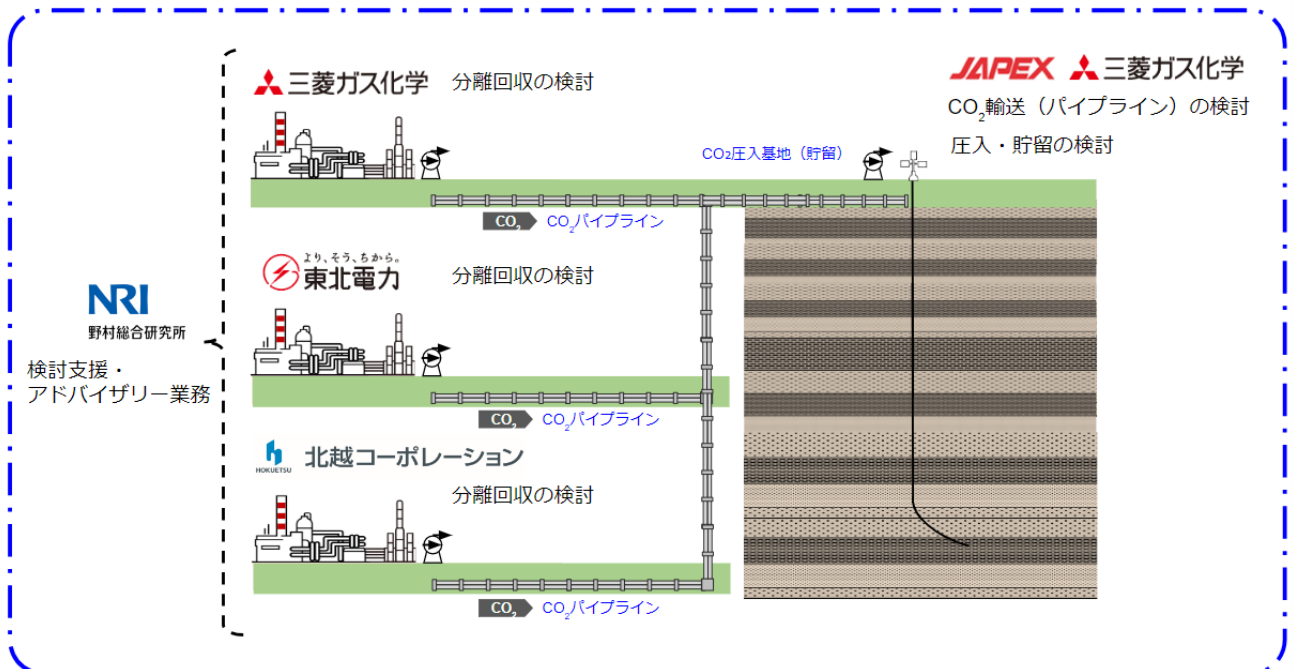 三菱ガス化学 分離回収の検討
JAPEX 三菱ガス化学
CO₂輸送（パイプライン）の検討
圧入・貯留の検討
CO2圧入基地（貯留）
CO₂ CO₂パイプライン
より、そう、ちから。
東北電力 分離回収の検討
NRI
野村総合研究所
検討支援・
アドバイザリー業務
CO₂ CO₂パイプライン
HOKUETSU 北越コーポレーション
分離回収の検討
CO₂ CO₂パイプライン